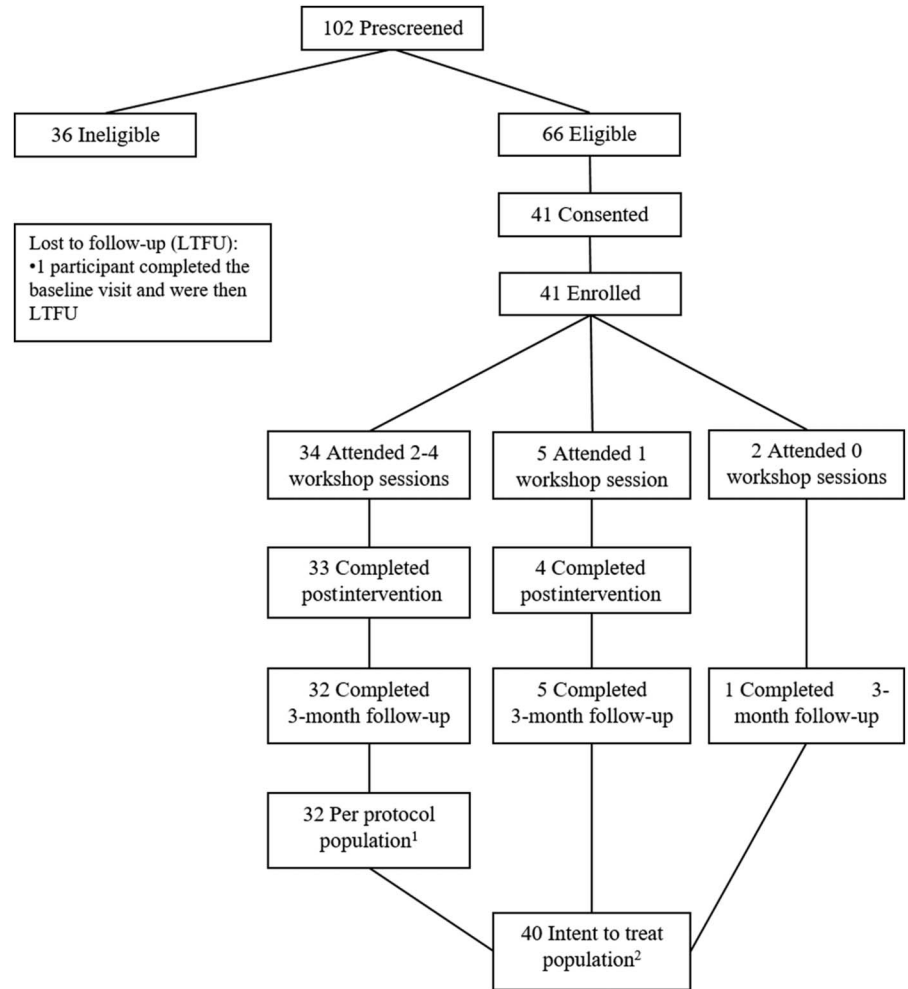 102 Prescreened
36 Ineligible
66 Eligible
41 Consented
Lost to follow-up (LTFU):
•1 participant completed the
baseline visit and were then
LTFU
41 Enrolled
34 Attended 2-4
workshop sessions
5 Attended 1
workshop session
2 Attended 0
workshop sessions
33 Completed
postintervention
4 Completed
postintervention
32 Completed
3-month follow-up
5 Completed
3-month follow-up
1 Completed 3-
month follow-up
32 Per protocol
population¹
40 Intent to treat
population²